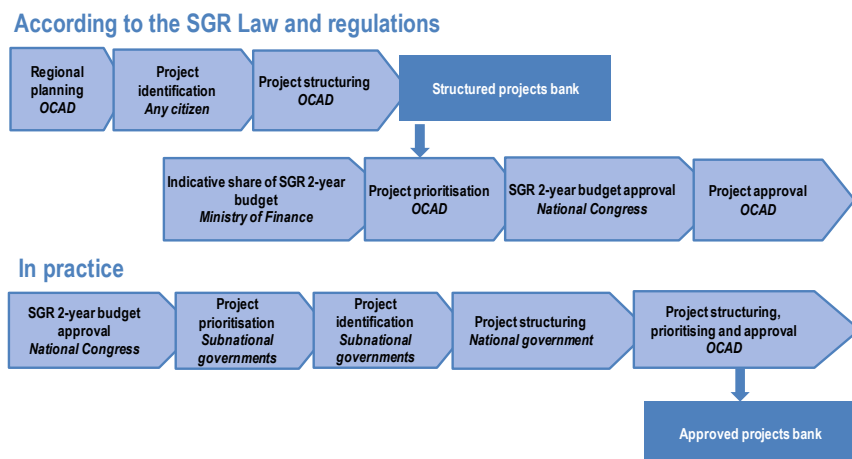 According to the SGR Law and regulations
Regional
planning
OCAD
Project
identification
Any citizen
Project structuring
OCAD
Structured projects bank
Indicative share of SGR 2-year
budget
Ministry of Finance
Project prioritisation
OCAD
SGR 2-year budget approval
National Congress
Project approval
OCAD
In practice
SGR 2-year budget
approval
National Congress
Project
prioritisation
Subnational
governments
Project
identification
Subnational
governments
Project structuring
National government
Project structuring,
prioritising and approval
OCAD
Approved projects bank